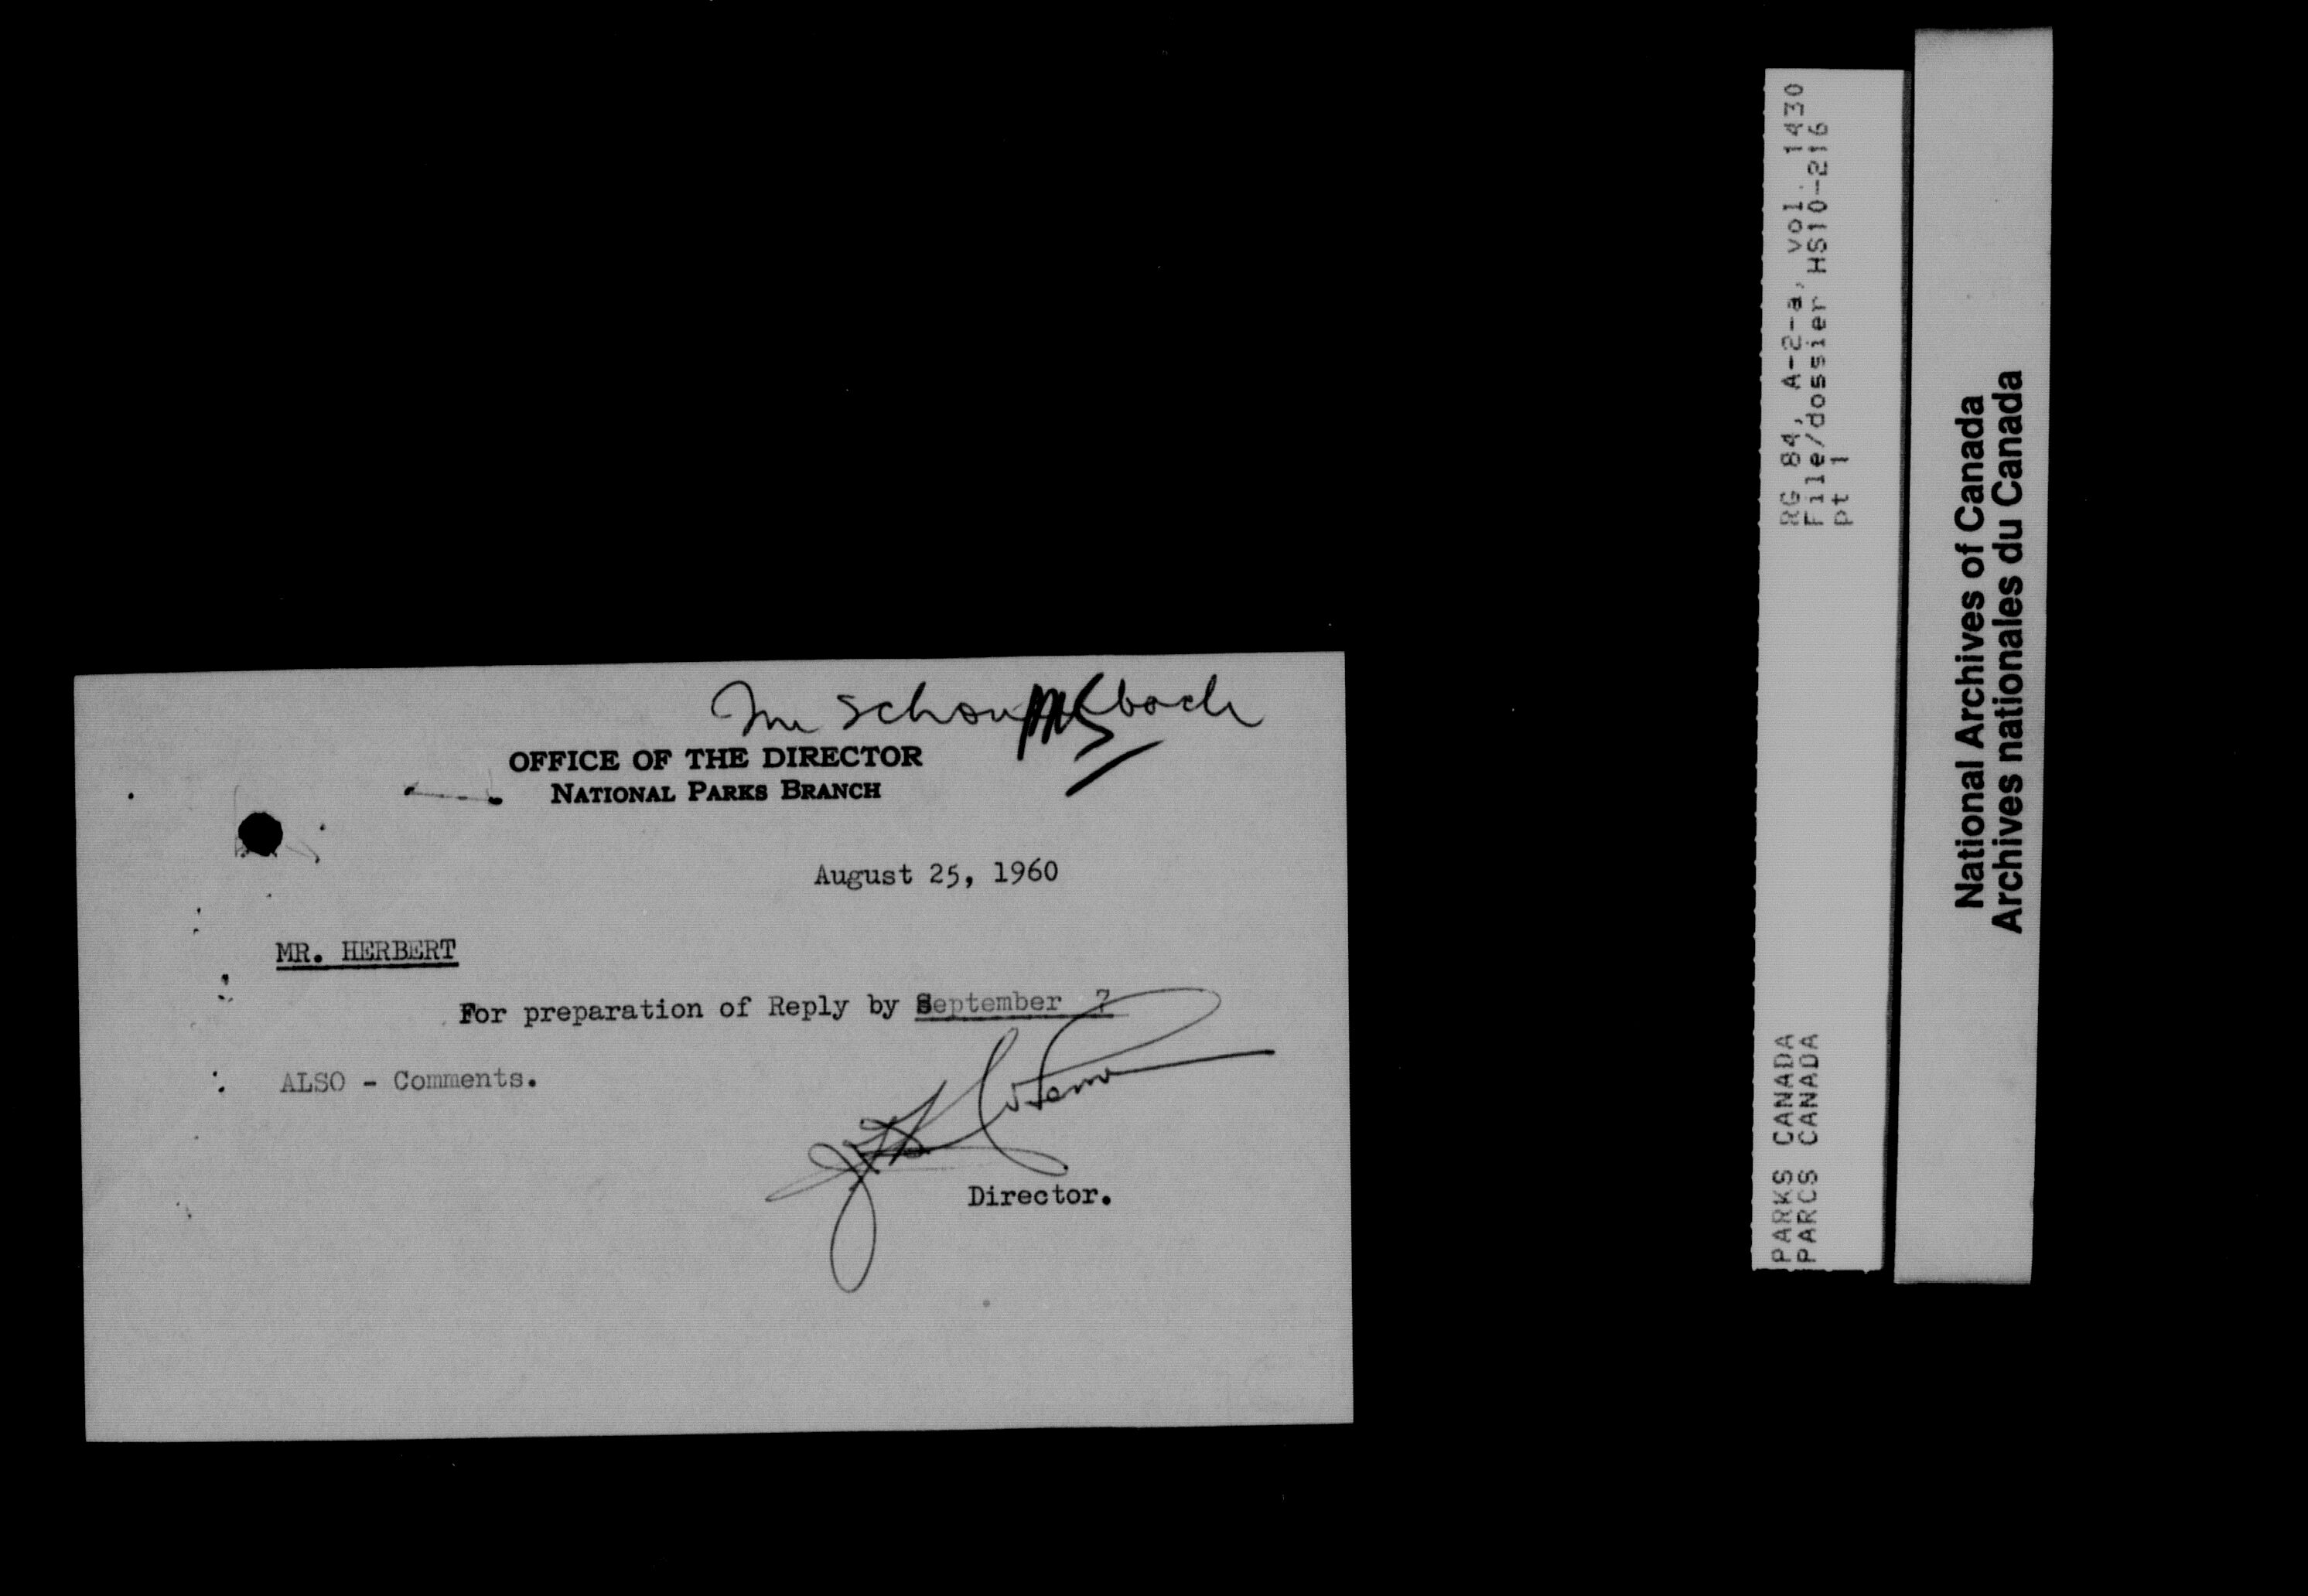 OFFICE OF THE DIRECTOR
NATIONAL PARKS BRANCH
August 25, 1960
MR. HERBERT
For preparation of Reply by September 7
ALSO - Comments.
Director.
RG 84, A-2-a, vol. 1430
File/dossier HS10-216
pt 1
PARKS CANADA
PARCS CANADA
National Archives of Canada
Archives nationales du Canada